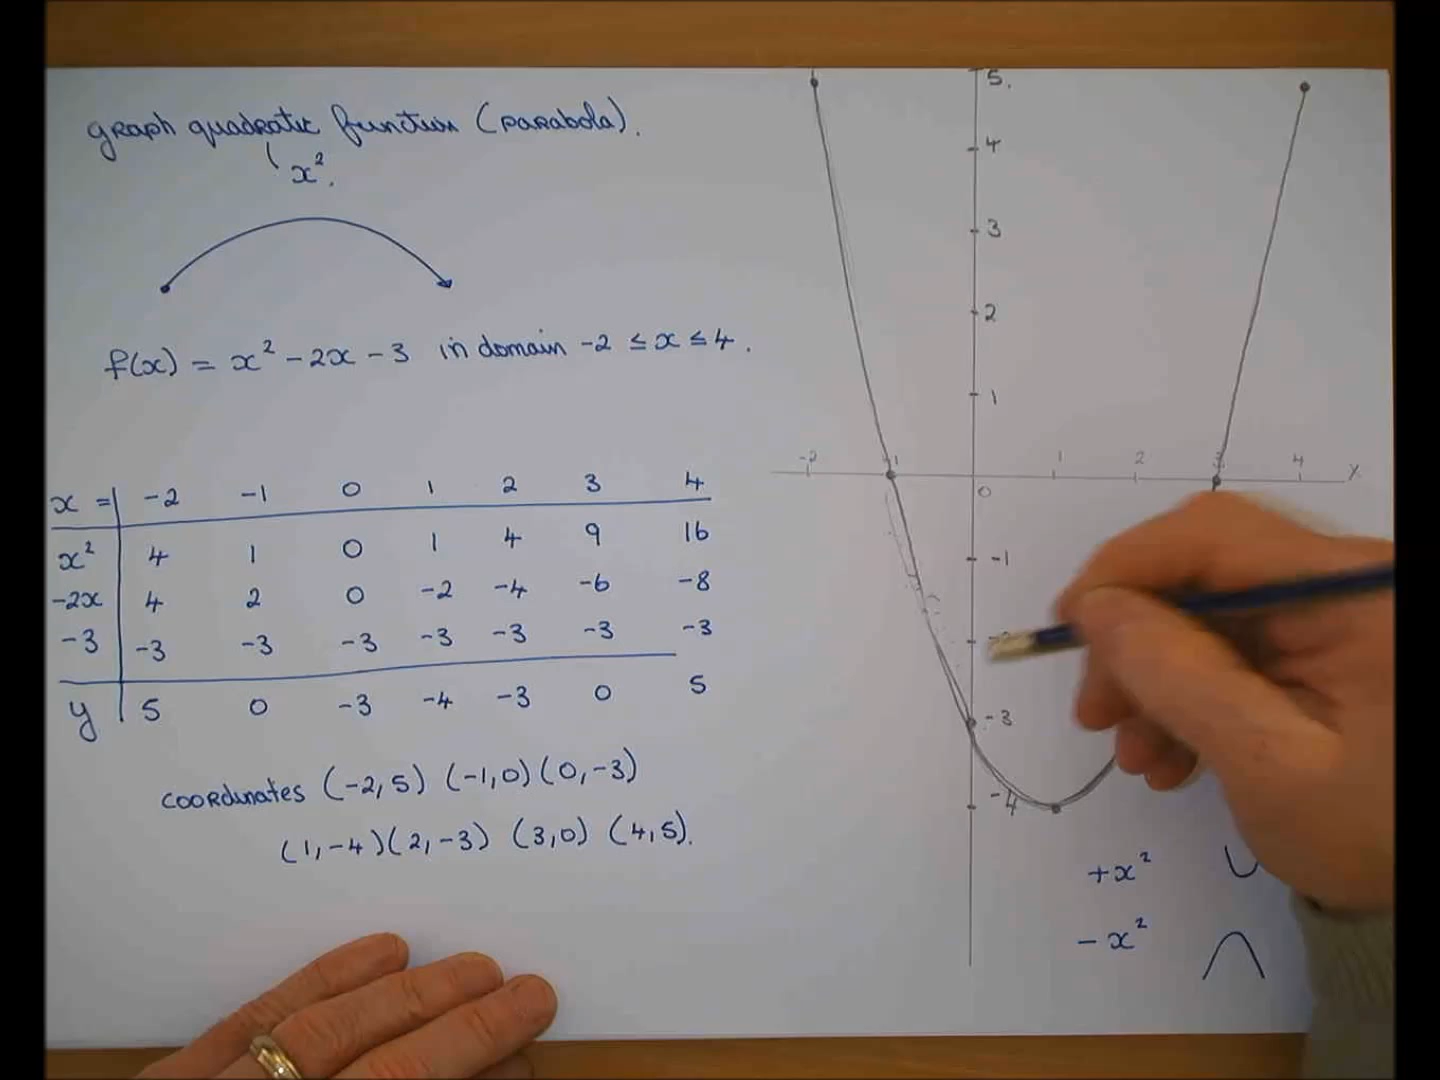 graph quadratic function (parabola).
x².
f(x) = x² - 2x - 3 in domain -2 ≤ x ≤ 4.
x = | -2 -1 0 1 2 3 4
x² | 4 1 0 1 4 9 16
-2x | 4 2 0 -2 -4 -6 -8
-3 | -3 -3 -3 -3 -3 -3 -3
y | 5 0 -3 -4 -3 0 5
coordinates (-2, 5) (-1, 0) (0, -3)
(1, -4) (2, -3) (3, 0) (4, 5).
5.
4
3
2
1
-2 -1 1 2 3 4 x
0
-1
-2
-3
-4
+x²
-x²